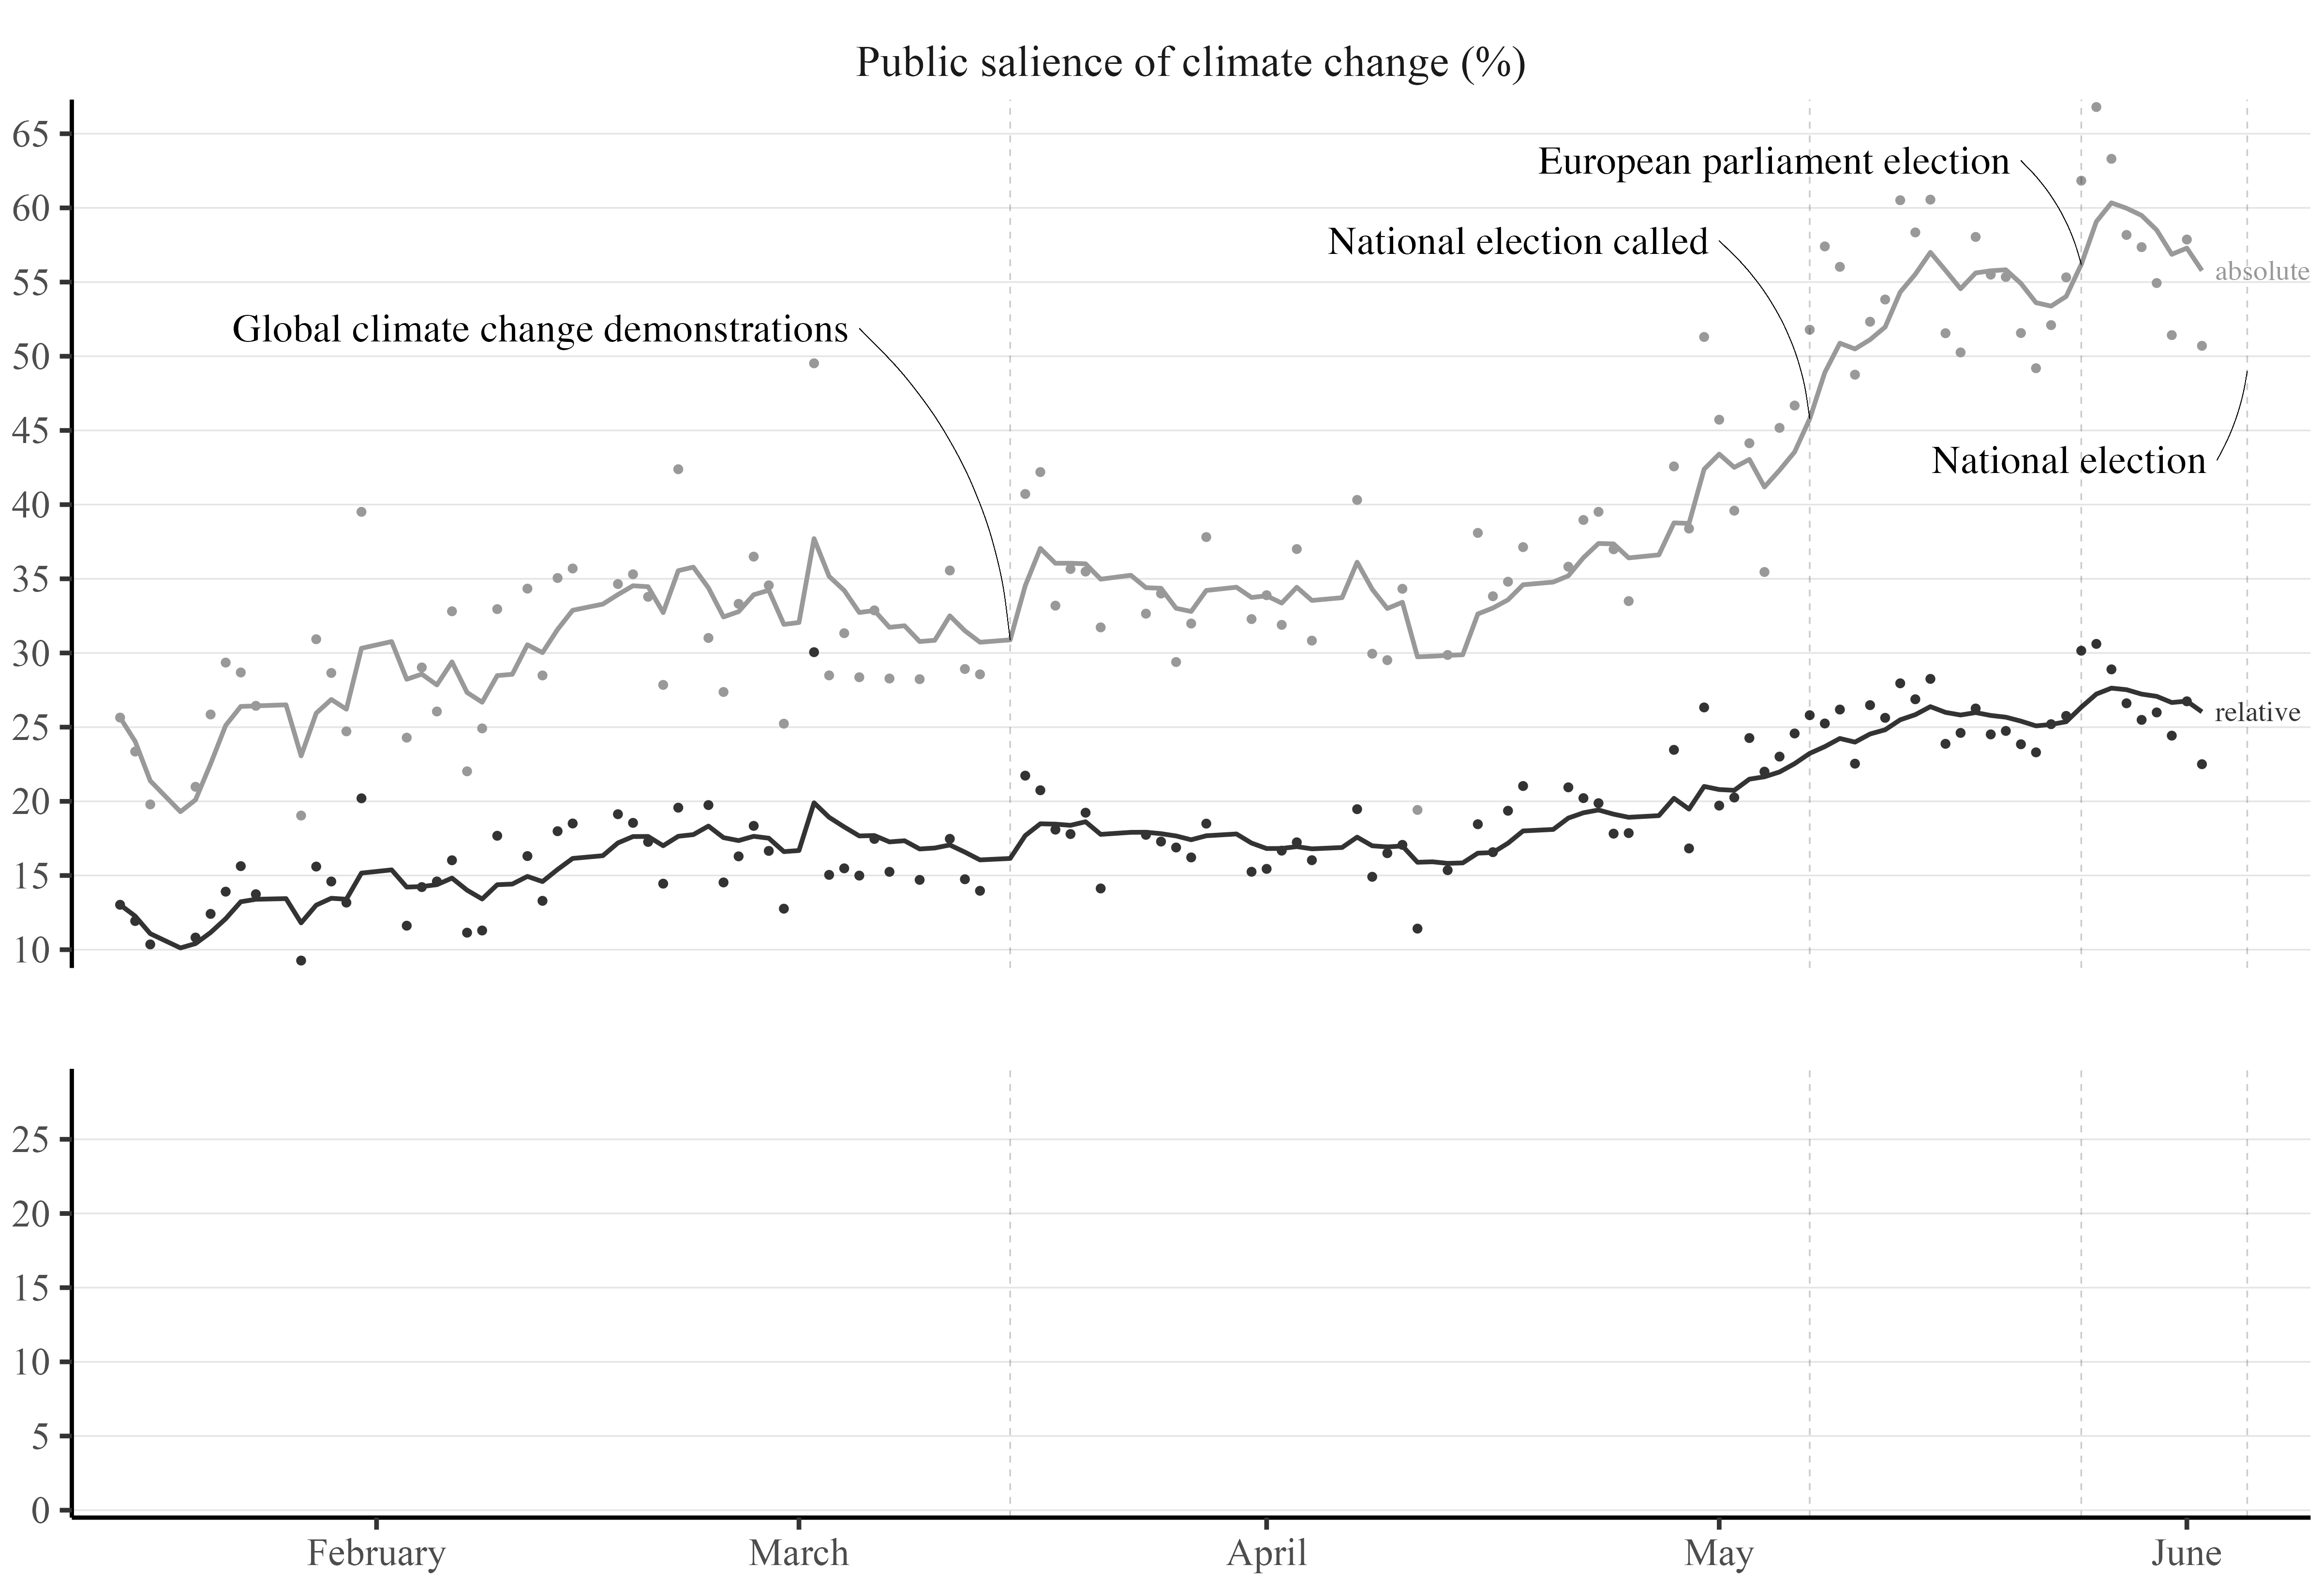 Public salience of climate change (%)
65
60
55
50
45
40
35
30
25
20
15
10
European parliament election
National election called
Global climate change demonstrations
National election
absolute
relative
25
20
15
10
5
0
February March April May June